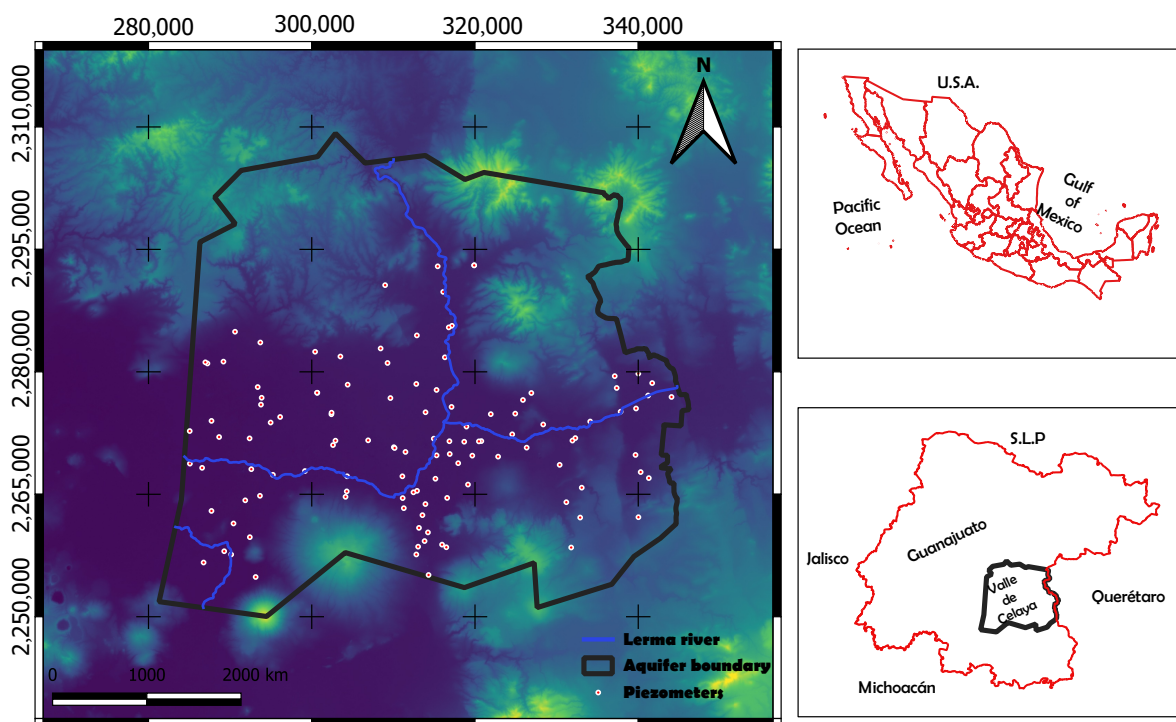 280,000
300,000
320,000
340,000
2,310,000
2,295,000
2,280,000
2,265,000
2,250,000
N
Lerma river
Aquifer boundary
Piezometers
0
1000
2000 km
U.S.A.
Gulf
of
Mexico
Pacific
Ocean
S.L.P
Guanajuato
Jalisco
Valle
de
Celaya
Querétaro
Michoacán